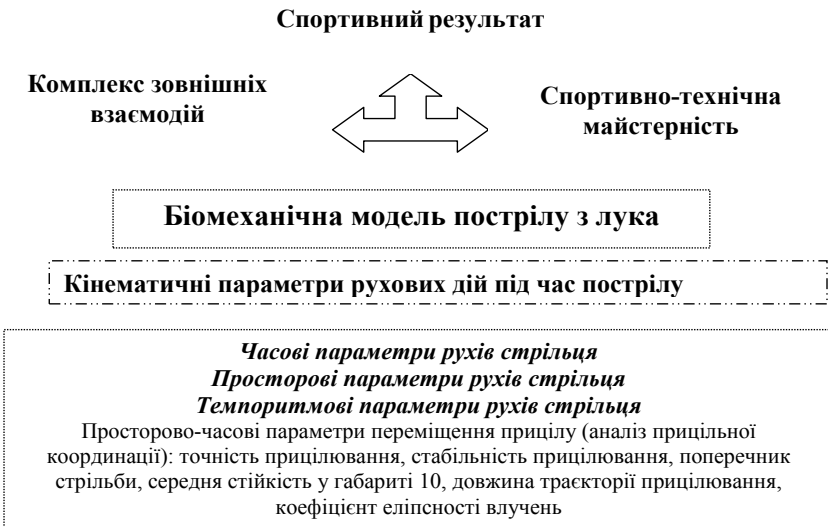 Спортивний результат
Комплекс зовнішніх
взаємодій
Спортивно-технічна
майстерність
Біомеханічна модель пострілу з лука
Кінематичні параметри рухових дій під час пострілу
Часові параметри рухів стрільця
Просторові параметри рухів стрільця
Темпоритмові параметри рухів стрільця
Просторово-часові параметри переміщення прицілу (аналіз прицільної
координації): точність прицілювання, стабільність прицілювання, поперечник
стрільби, середня стійкість у габариті 10, довжина траєкторії прицілювання,
коефіцієнт еліпсності влучень